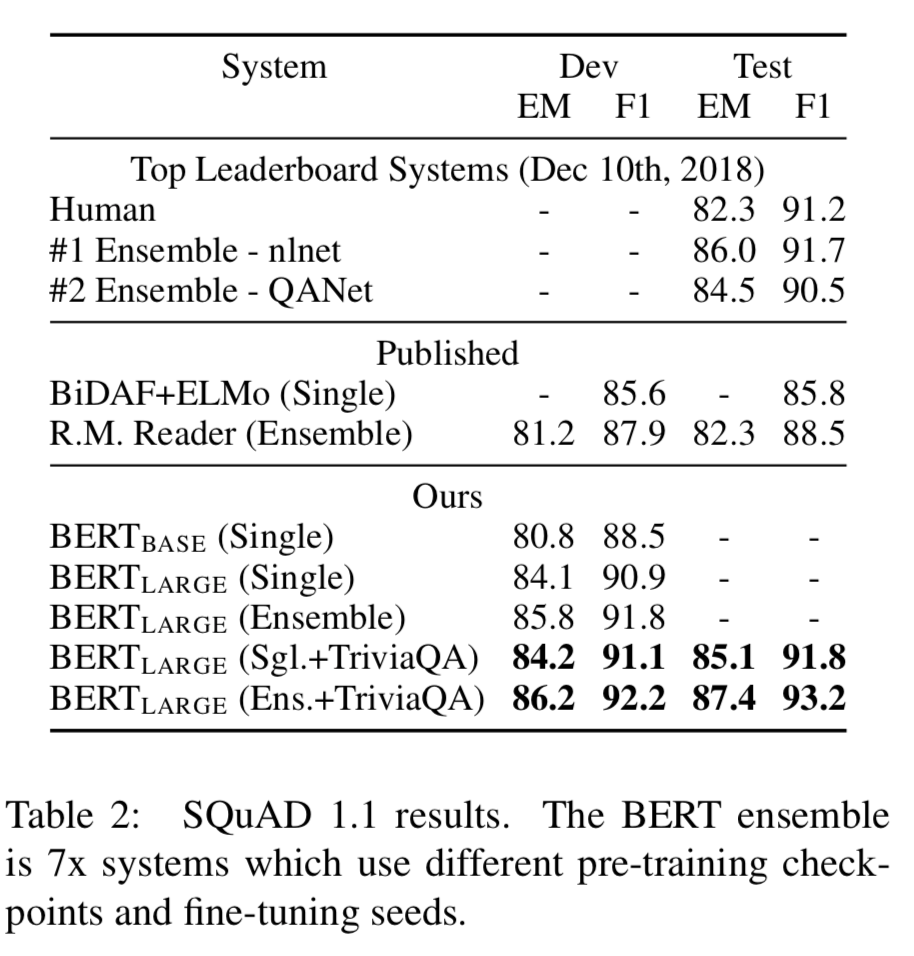 System Dev Test
EM F1 EM F1
Top Leaderboard Systems (Dec 10th, 2018)
Human - - 82.3 91.2
#1 Ensemble - nlnet - - 86.0 91.7
#2 Ensemble - QANet - - 84.5 90.5
Published
BiDAF+ELMo (Single) - 85.6 - 85.8
R.M. Reader (Ensemble) 81.2 87.9 82.3 88.5
Ours
BERTBASE (Single) 80.8 88.5 - -
BERTLARGE (Single) 84.1 90.9 - -
BERTLARGE (Ensemble) 85.8 91.8 - -
BERTLARGE (Sgl.+TriviaQA) 84.2 91.1 85.1 91.8
BERTLARGE (Ens.+TriviaQA) 86.2 92.2 87.4 93.2
Table 2: SQuAD 1.1 results. The BERT ensemble
is 7x systems which use different pre-training check-
points and fine-tuning seeds.